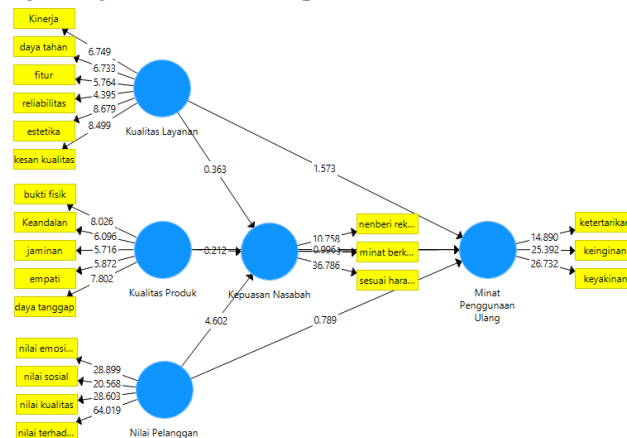 Kinerja
daya tahan
fitur
reliabilitas
estetika
kesan kualitas
6.749
6.733
5.764
4.395
8.679
8.499
Kualitas Layanan
0.363
1.573
bukti fisik
Keandalan
jaminan
empati
daya tanggap
8.026
6.096
5.716
5.872
7.802
Kualitas Produk
0.212
Kepuasan Nasabah
10.758
0.996
36.786
nenberi rek...
minat berk...
sesuai hara...
Minat
Penggunaan
Ulang
14.890
25.392
26.732
ketertarikan
keinginan
keyakinan
4.602
0.789
nilai emosi...
nilai sosial
nilai kualitas
nilai terhad...
28.899
20.568
28.603
64.019
Nilai Pelanggan